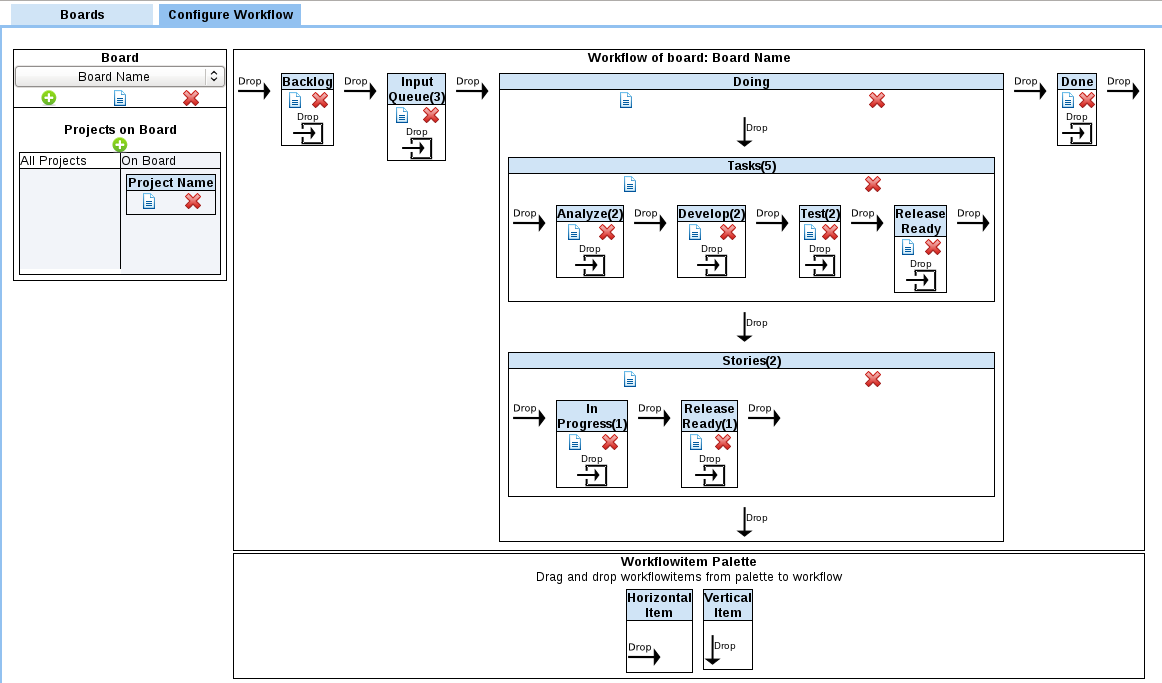 Boards
Configure Workflow
Board
Board Name
Projects on Board
All Projects
On Board
Project Name
Workflow of board: Board Name
Drop
Backlog
Drop
Drop
Input
Queue(3)
Drop
Drop
Doing
Drop
Tasks(5)
Drop
Analyze(2)
Drop
Drop
Develop(2)
Drop
Drop
Test(2)
Drop
Drop
Release
Ready
Drop
Drop
Drop
Stories(2)
Drop
In
Progress(1)
Drop
Drop
Release
Ready(1)
Drop
Drop
Drop
Drop
Done
Drop
Drop
Workflowitem Palette
Drag and drop workflowitems from palette to workflow
Horizontal
Item
Drop
Vertical
Item
Drop